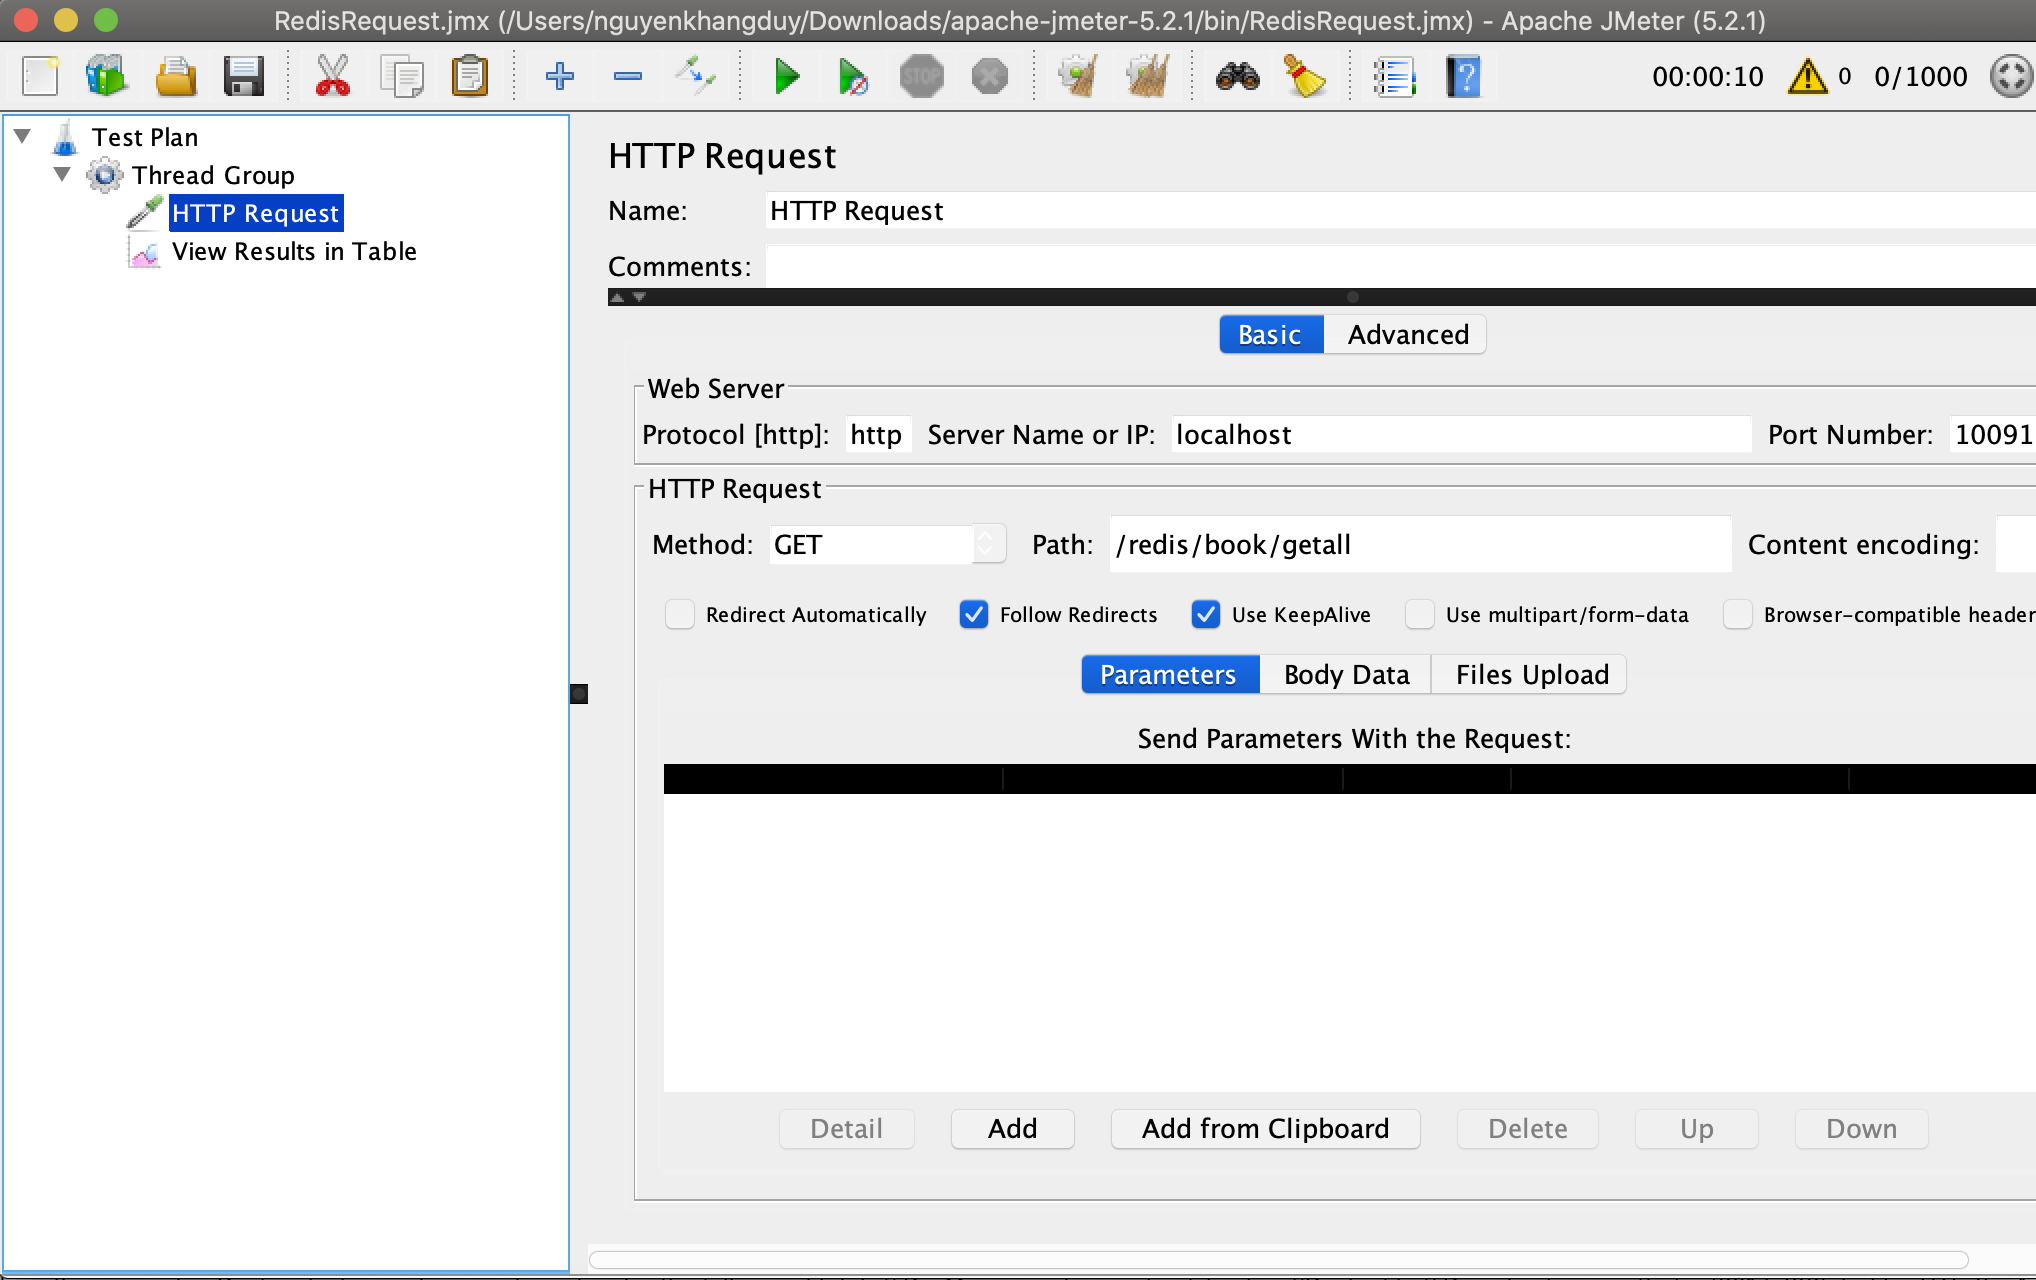 RedisRequest.jmx (/Users/nguyenkhangduy/Downloads/apache-jmeter-5.2.1/bin/RedisRequest.jmx) - Apache JMeter (5.2.1)
STOP ? 00:00:10 0 0/1000
Test Plan
Thread Group
HTTP Request
View Results in Table
HTTP Request
Name: HTTP Request
Comments:
Basic Advanced
Web Server
Protocol [http]: http Server Name or IP: localhost Port Number: 10091
HTTP Request
Method: GET Path: /redis/book/getall Content encoding:
Redirect Automatically Follow Redirects Use KeepAlive Use multipart/form-data Browser-compatible header
Parameters Body Data Files Upload
Send Parameters With the Request:
Detail Add Add from Clipboard Delete Up Down